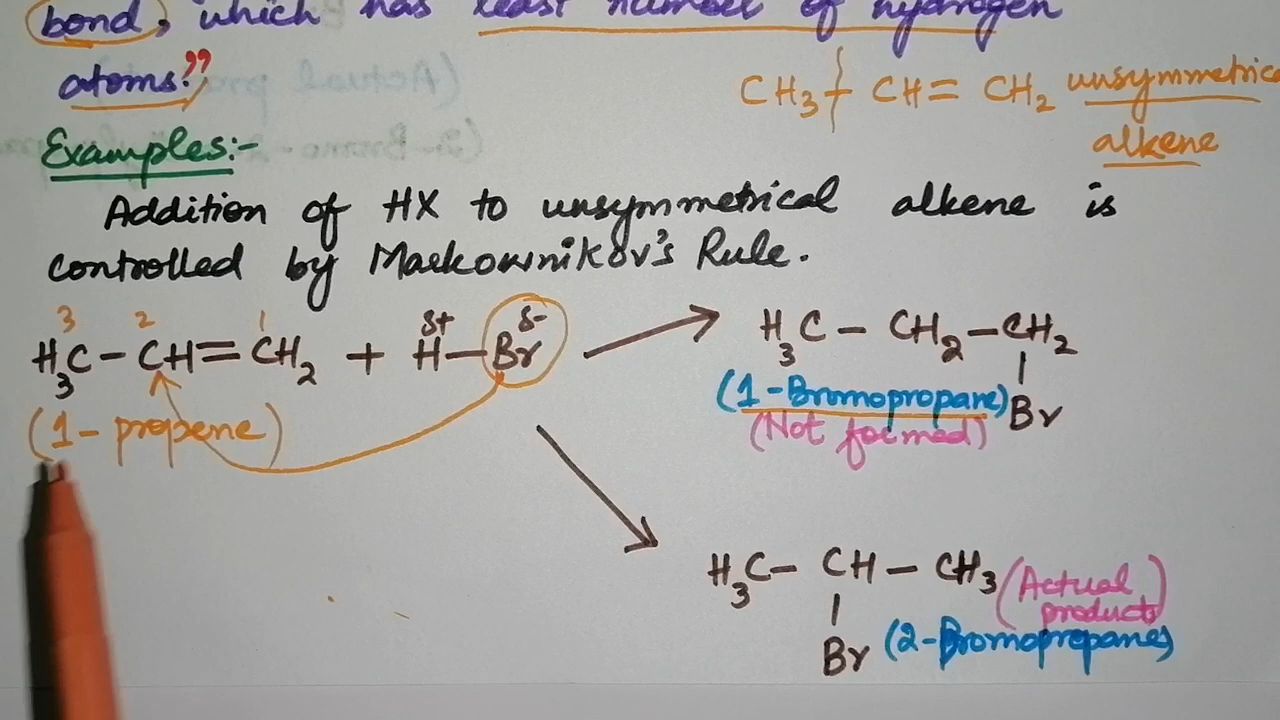 bond, which has least number of hydrogen
atoms."
CH₃ CH = CH₂ unsymmetrica
alkene
Examples:-
Addition of HX to unsymmetrical alkene is
controlled by Markownikov's Rule.
3 2 1
H₃C – CH = CH₂ + H – Br
δ+ δ-
(1-propene)
H₃C – CH₂ – CH₂
Br
(1-Bromopropane)
(Not formed)
H₃C – CH – CH₃
Br
(Actual
product)
(2-Bromopropane)